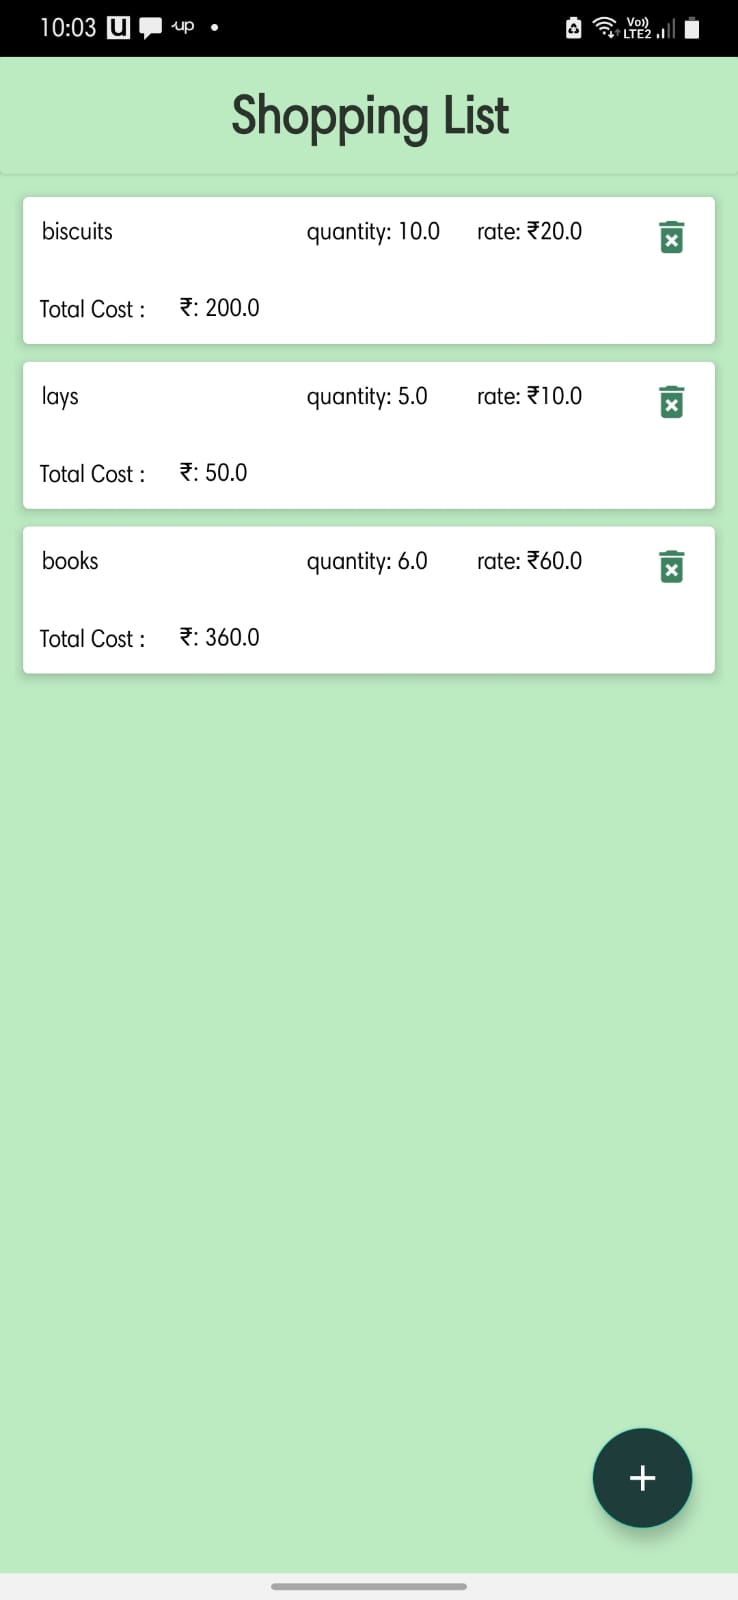 10:03 up Vo)) LTE2
Shopping List
biscuits quantity: 10.0 rate: ₹20.0
Total Cost : ₹: 200.0
lays quantity: 5.0 rate: ₹10.0
Total Cost : ₹: 50.0
books quantity: 6.0 rate: ₹60.0
Total Cost : ₹: 360.0
+